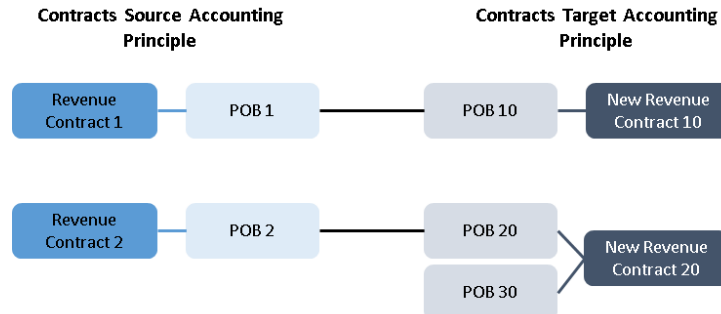 Contracts Source Accounting
Principle
Contracts Target Accounting
Principle
Revenue
Contract 1
POB 1
POB 10
New Revenue
Contract 10
Revenue
Contract 2
POB 2
POB 20
New Revenue
Contract 20
POB 30